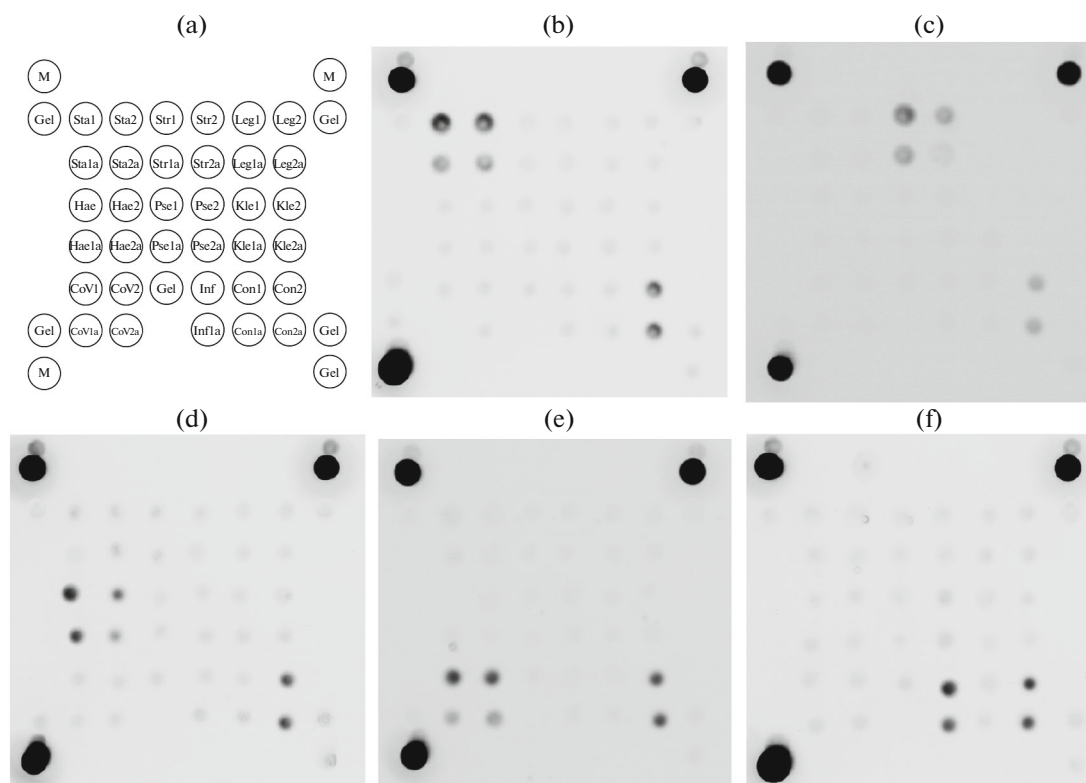 (a) (b) (c)
M M
Gel Sta1 Sta2 Str1 Str2 Leg1 Leg2 Gel
Sta1a Sta2a Str1a Str2a Leg1a Leg2a
Hae Hae2 Pse1 Pse2 Kle1 Kle2
Hae1a Hae2a Pse1a Pse2a Kle1a Kle2a
CoV1 CoV2 Gel Inf Con1 Con2
Gel CoV1a CoV2a Inf1a Con1a Con2a Gel
M Gel
(d) (e) (f)